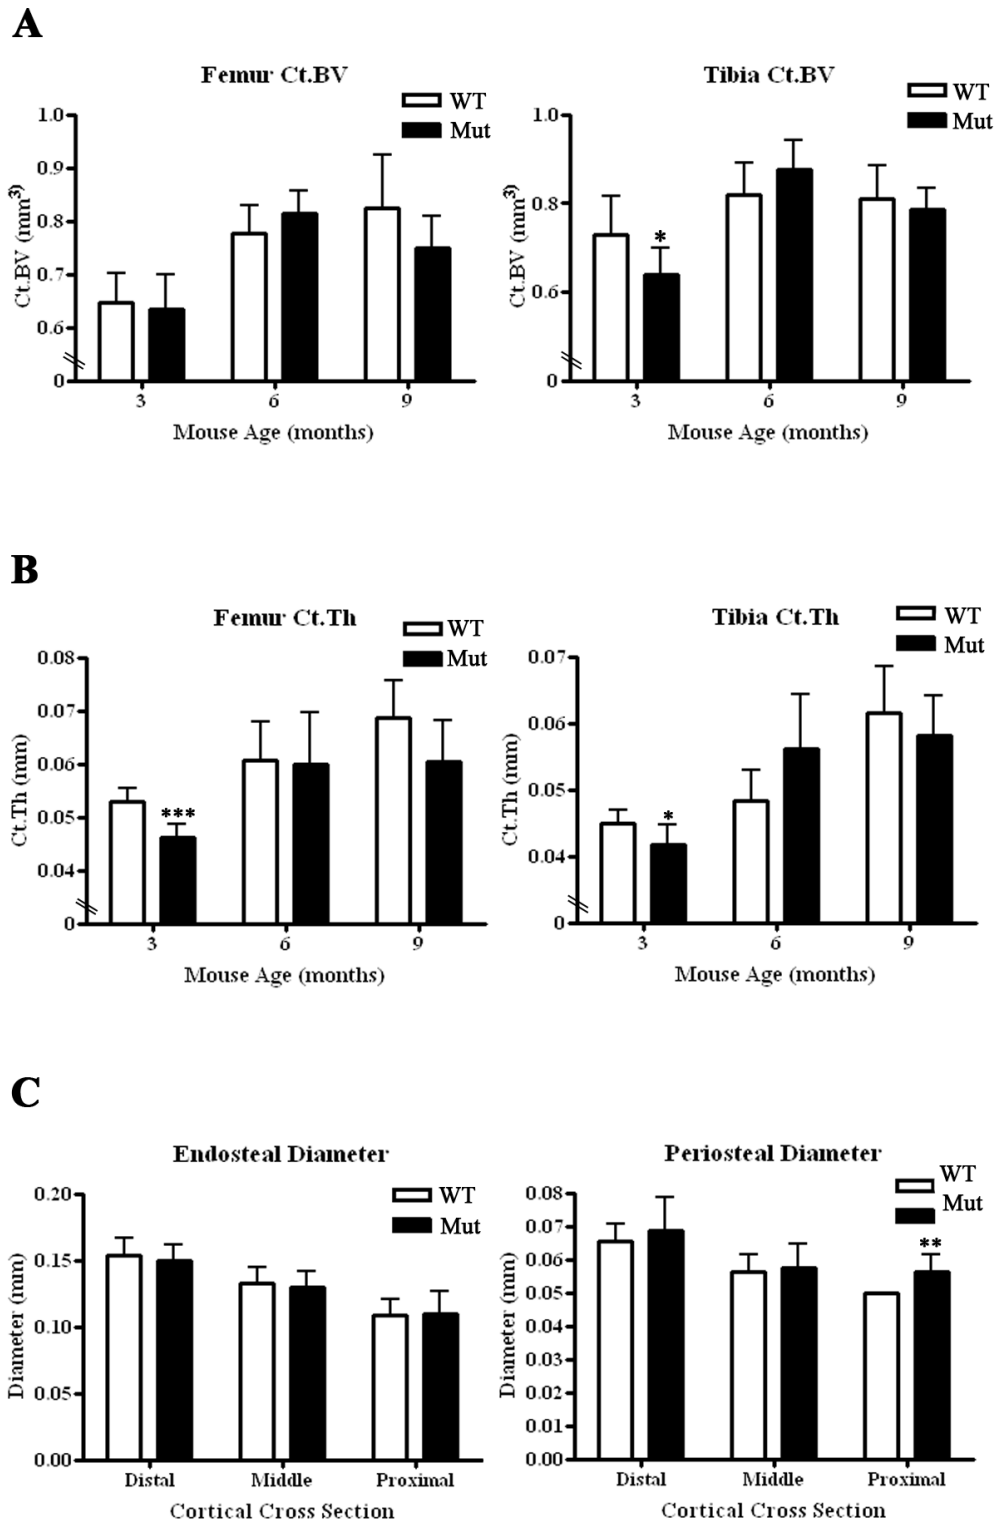 A
Femur Ct.BV
WT
Mut
1.0
0.9
0.8
0.7
0.6
0
Ct.BV (mm3)
3 6 9
Mouse Age (months)
Tibia Ct.BV
WT
Mut
1.0
0.8
0.6
0
Ct.BV (mm3)
*
3 6 9
Mouse Age (months)
B
Femur Ct.Th
WT
Mut
0.08
0.07
0.06
0.05
0.04
0
Ct.Th (mm)
***
3 6 9
Mouse Age (months)
Tibia Ct.Th
WT
Mut
0.07
0.06
0.05
0.04
0
Ct.Th (mm)
*
3 6 9
Mouse Age (months)
C
Endosteal Diameter
WT
Mut
0.20
0.15
0.10
0.05
0.00
Diameter (mm)
Distal Middle Proximal
Cortical Cross Section
Periosteal Diameter
WT
Mut
0.08
0.07
0.06
0.05
0.04
0.03
0.02
0.01
0.00
Diameter (mm)
**
Distal Middle Proximal
Cortical Cross Section